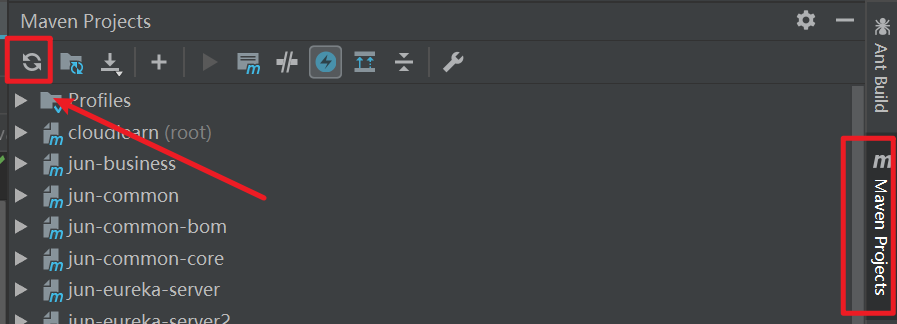 Maven Projects
Profiles
cloudlearn (root)
jun-business
jun-common
jun-common-bom
jun-common-core
jun-eureka-server
jun-eureka-server2
Ant Build
Maven Projects